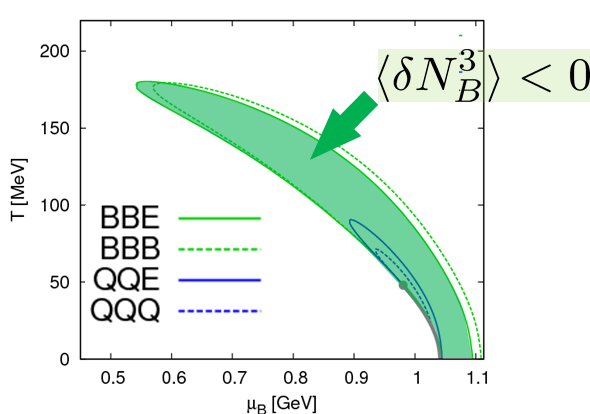 ⟨δN_B^3⟩ < 0
200
150
100
50
0
T [MeV]
BBE
BBB
QQE
QQQ
0.5 0.6 0.7 0.8 0.9 1 1.1
μ_B [GeV]